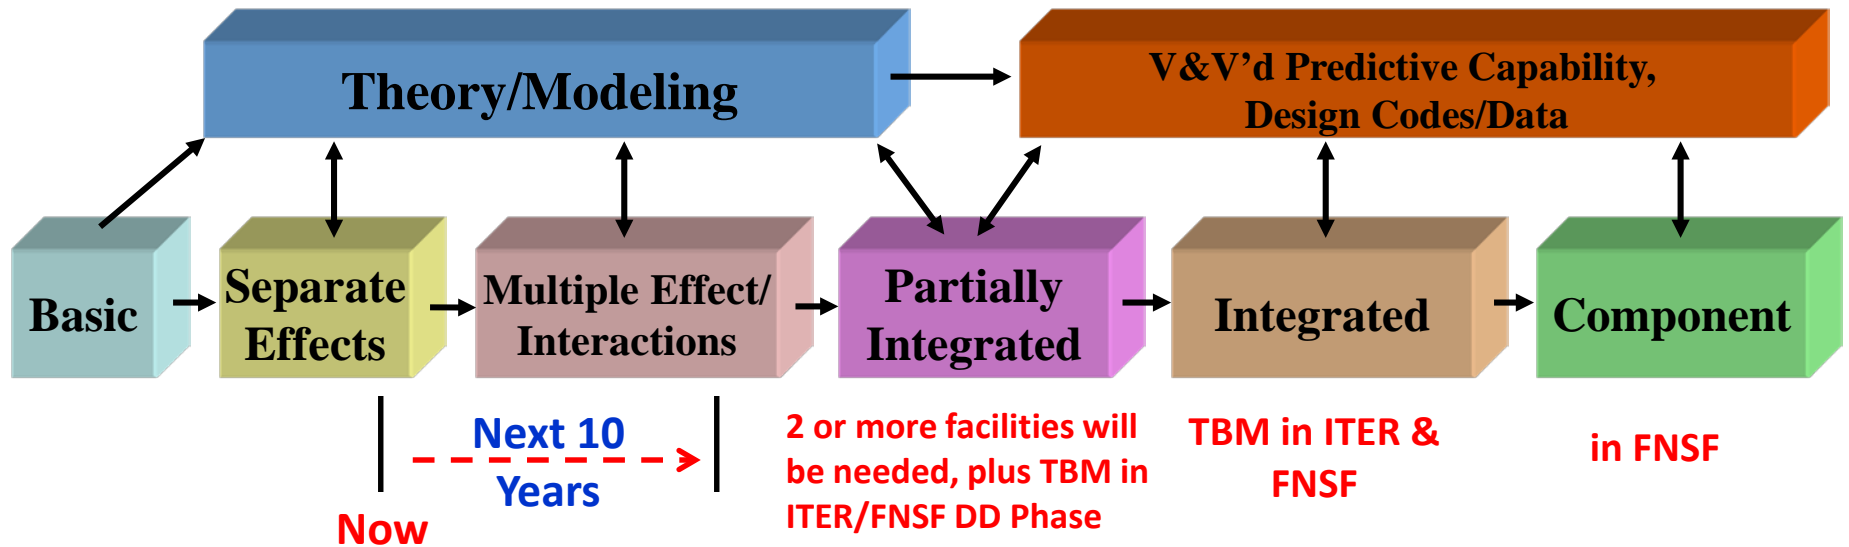 Theory/Modeling
V&V’d Predictive Capability,
Design Codes/Data
Basic
Separate
Effects
Multiple Effect/
Interactions
Partially
Integrated
Integrated
Component
Next 10
Years
Now
2 or more facilities will
be needed, plus TBM in
ITER/FNSF DD Phase
TBM in ITER &
FNSF
in FNSF